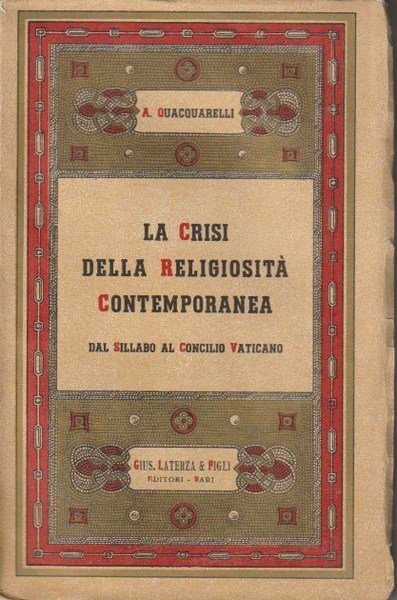 A. QUACQUARELLI
LA CRISI
DELLA RELIGIOSITÀ
CONTEMPORANEA
DAL SILLABO AL CONCILIO VATICANO
GIUS. LATERZA & FIGLI
EDITORI - BARI